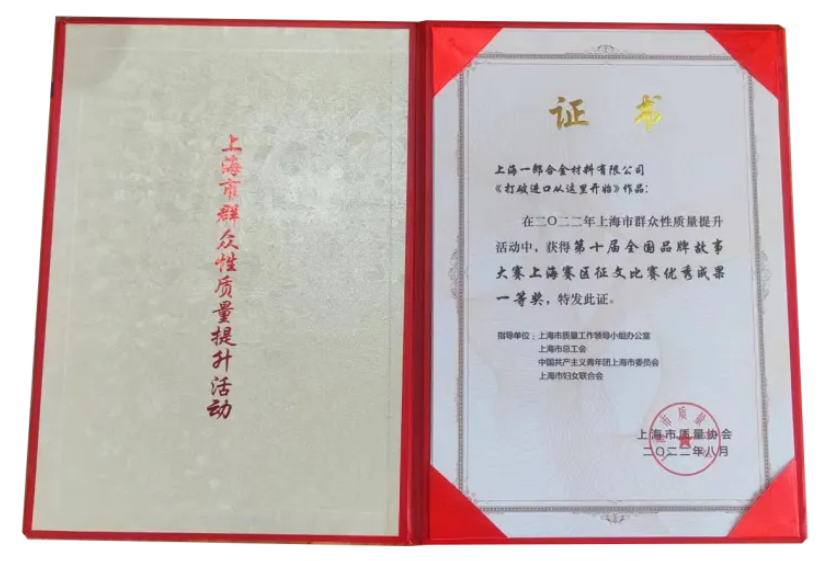 上海市群众性质量提升活动
证书
上海一郎合金材料有限公司
《打破进口从这里开始》作品：
在二〇二二年上海市群众性质量提升
活动中，获得第十届全国品牌故事
大赛上海赛区征文比赛优秀成果
一等奖，特发此证。
指导单位：上海市质量工作领导小组办公室
上海市总工会
中国共产主义青年团上海市委员会
上海市妇女联合会
上海市质量协会
二〇二二年八月